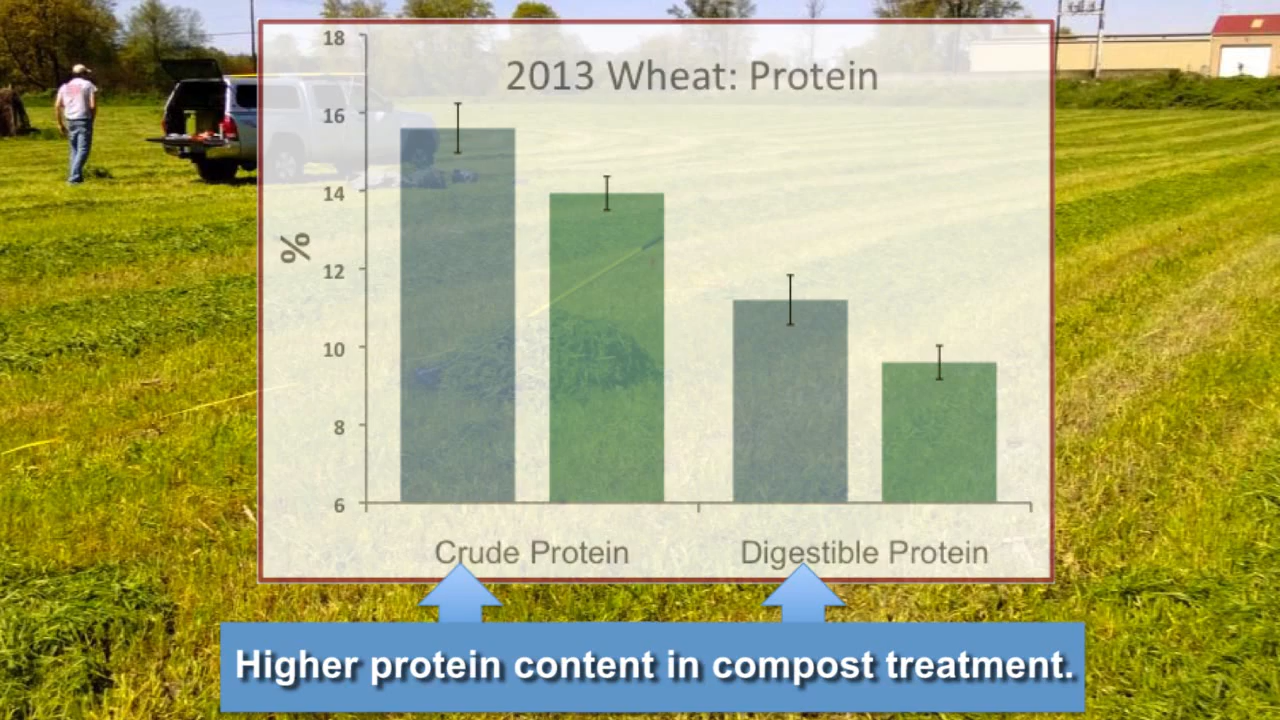 2013 Wheat: Protein
18
16
14
12
10
8
6
%
Crude Protein Digestible Protein
Higher protein content in compost treatment.